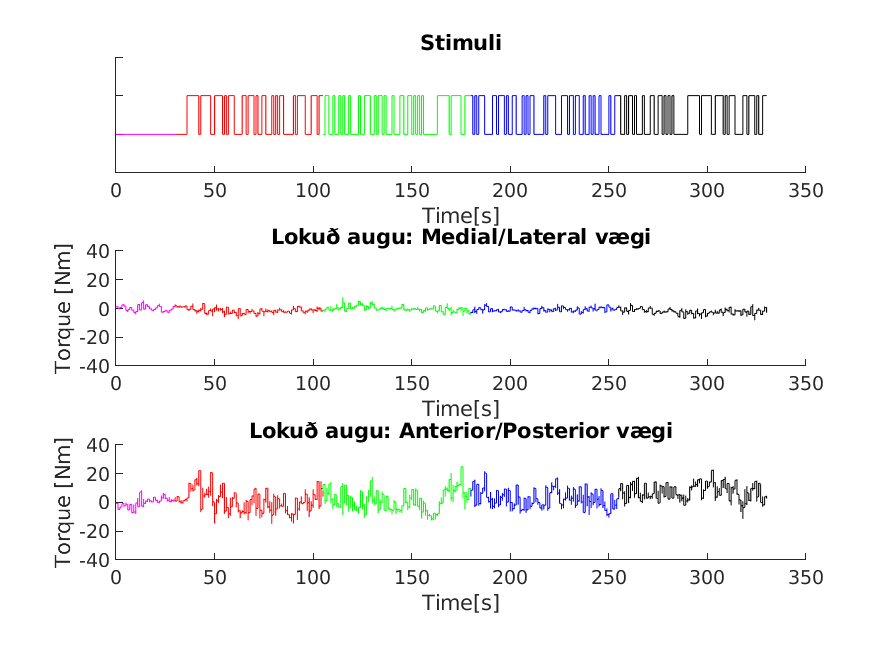 Stimuli
0 50 100 150 200 250 300 350
Time[s]
Lokuð augu: Medial/Lateral vægi
Torque [Nm]
40
20
0
-20
-40
0 50 100 150 200 250 300 350
Time[s]
Lokuð augu: Anterior/Posterior vægi
Torque [Nm]
40
20
0
-20
-40
0 50 100 150 200 250 300 350
Time[s]